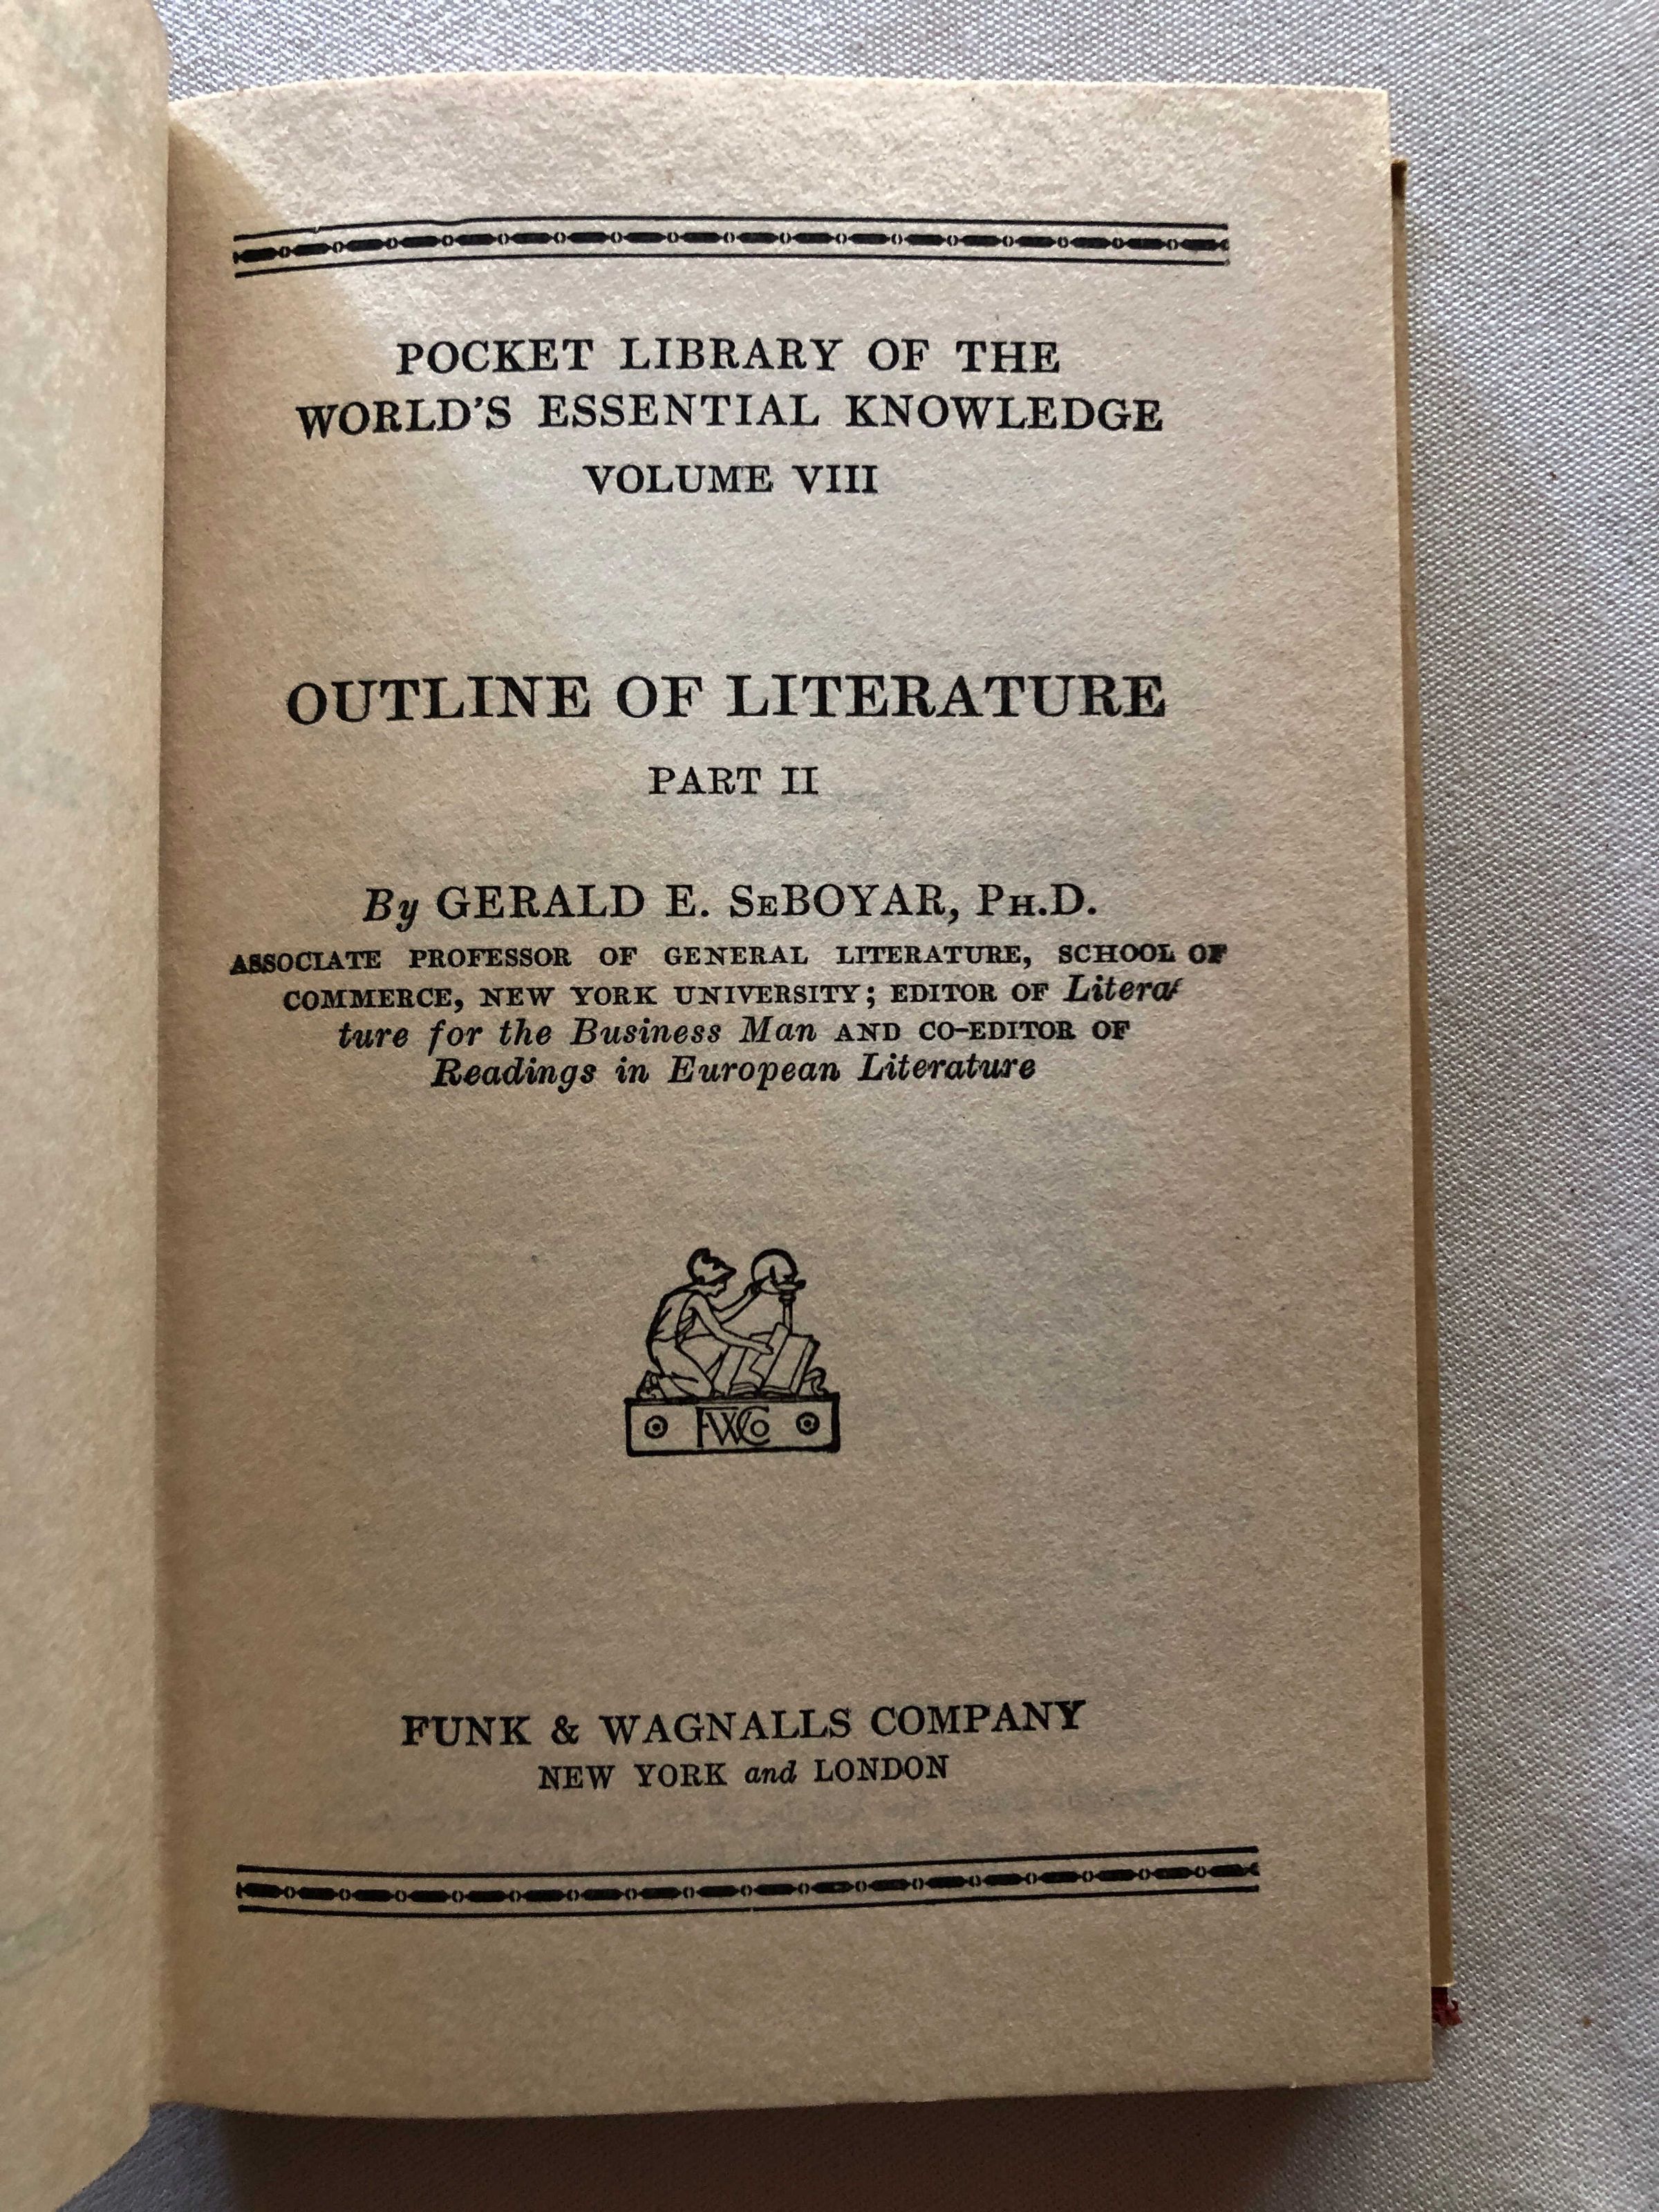 POCKET LIBRARY OF THE
WORLD'S ESSENTIAL KNOWLEDGE
VOLUME VIII
OUTLINE OF LITERATURE
PART II
By GERALD E. SeBOYAR, Ph.D.
ASSOCIATE PROFESSOR OF GENERAL LITERATURE, SCHOOL OF
COMMERCE, NEW YORK UNIVERSITY; EDITOR OF Litera-
ture for the Business Man AND CO-EDITOR OF
Readings in European Literature
FWCo
FUNK & WAGNALLS COMPANY
NEW YORK and LONDON